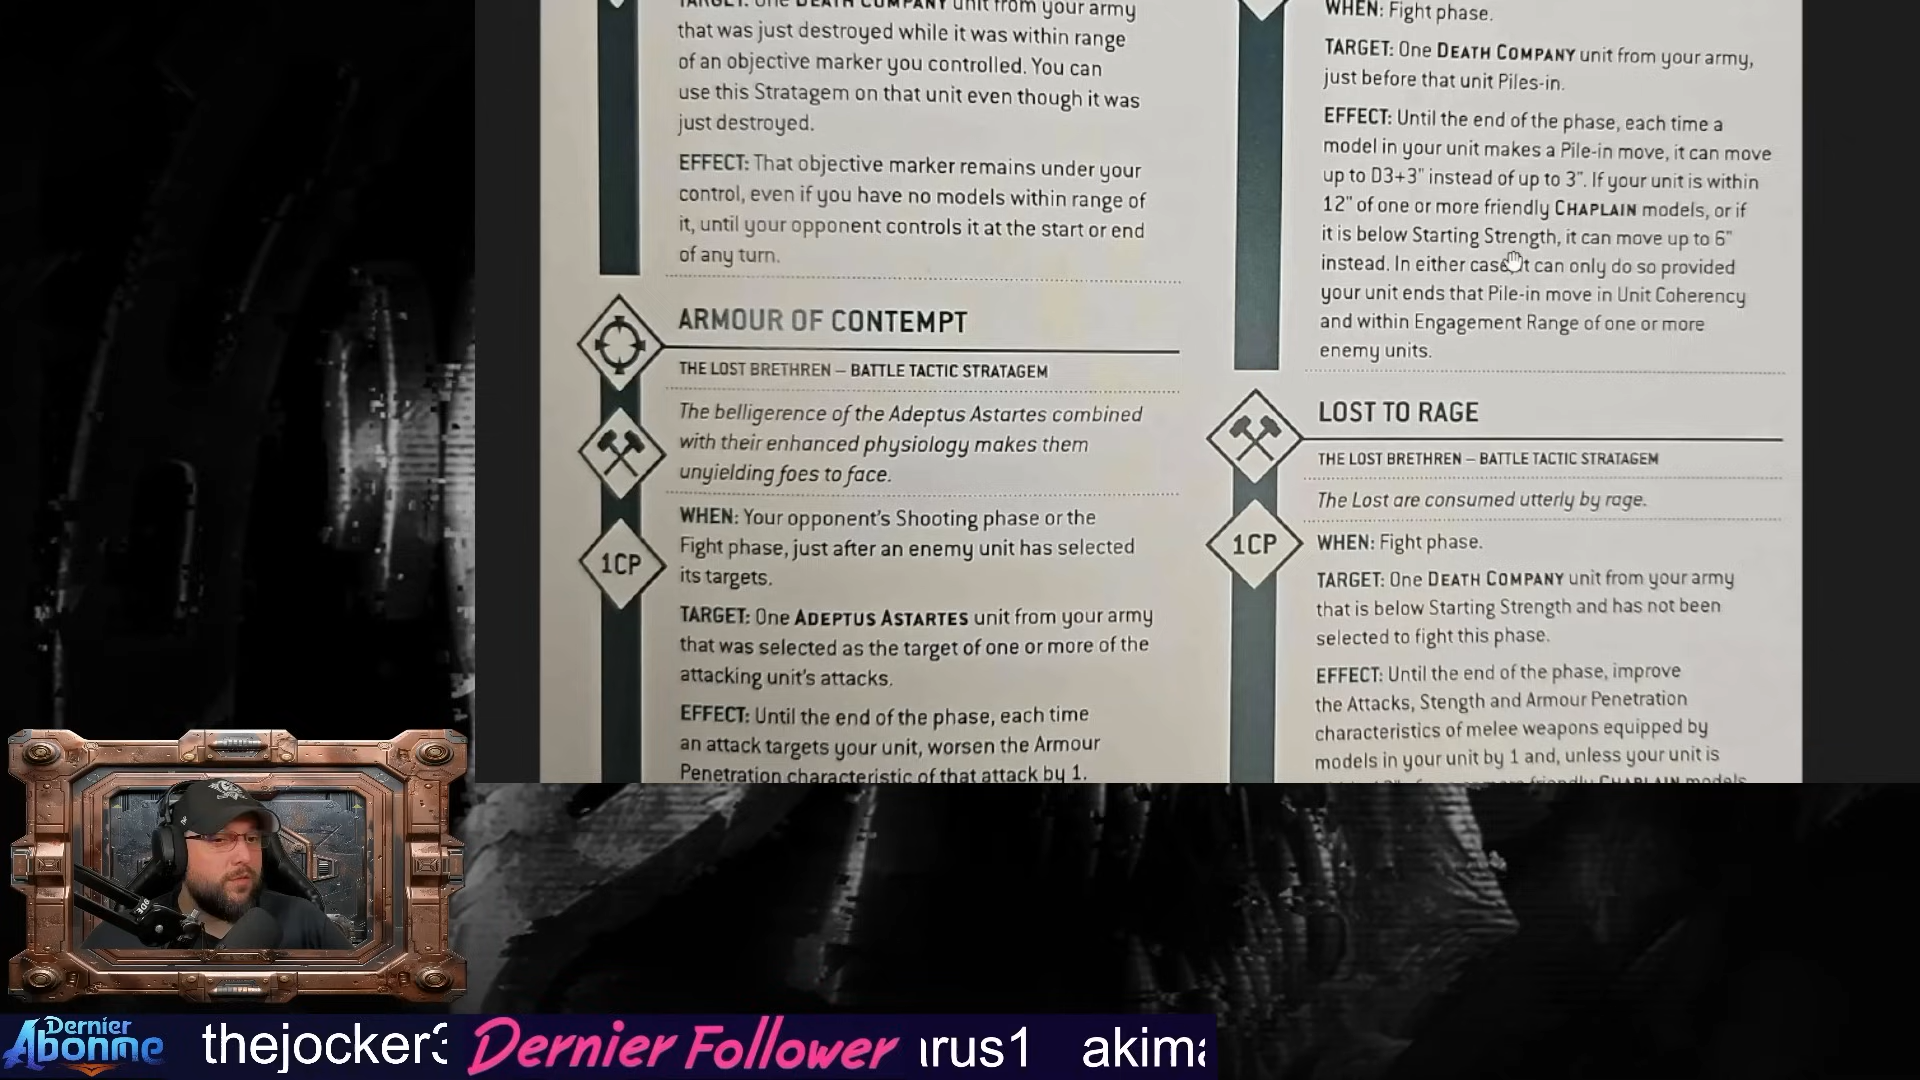 TARGET: One DEATH COMPANY unit from your army
that was just destroyed while it was within range
of an objective marker you controlled. You can
use this Stratagem on that unit even though it was
just destroyed.
EFFECT: That objective marker remains under your
control, even if you have no models within range of
it, until your opponent controls it at the start or end
of any turn.
ARMOUR OF CONTEMPT
THE LOST BRETHREN – BATTLE TACTIC STRATAGEM
The belligerence of the Adeptus Astartes combined
with their enhanced physiology makes them
unyielding foes to face.
1CP
WHEN: Your opponent's Shooting phase or the
Fight phase, just after an enemy unit has selected
its targets.
TARGET: One ADEPTUS ASTARTES unit from your army
that was selected as the target of one or more of the
attacking unit's attacks.
EFFECT: Until the end of the phase, each time
an attack targets your unit, worsen the Armour
Penetration characteristic of that attack by 1.
WHEN: Fight phase.
TARGET: One DEATH COMPANY unit from your army,
just before that unit Piles-in.
EFFECT: Until the end of the phase, each time a
model in your unit makes a Pile-in move, it can move
up to D3+3" instead of up to 3". If your unit is within
12" of one or more friendly CHAPLAIN models, or if
it is below Starting Strength, it can move up to 6"
instead. In either case it can only do so provided
your unit ends that Pile-in move in Unit Coherency
and within Engagement Range of one or more
enemy units.
LOST TO RAGE
THE LOST BRETHREN – BATTLE TACTIC STRATAGEM
The Lost are consumed utterly by rage.
1CP
WHEN: Fight phase.
TARGET: One DEATH COMPANY unit from your army
that is below Starting Strength and has not been
selected to fight this phase.
EFFECT: Until the end of the phase, improve
the Attacks, Stength and Armour Penetration
characteristics of melee weapons equipped by
models in your unit by 1 and, unless your unit is
friendly CHAPLAIN models
Dernier
Abonné
thejocker3
Dernier Follower
rus1 akima